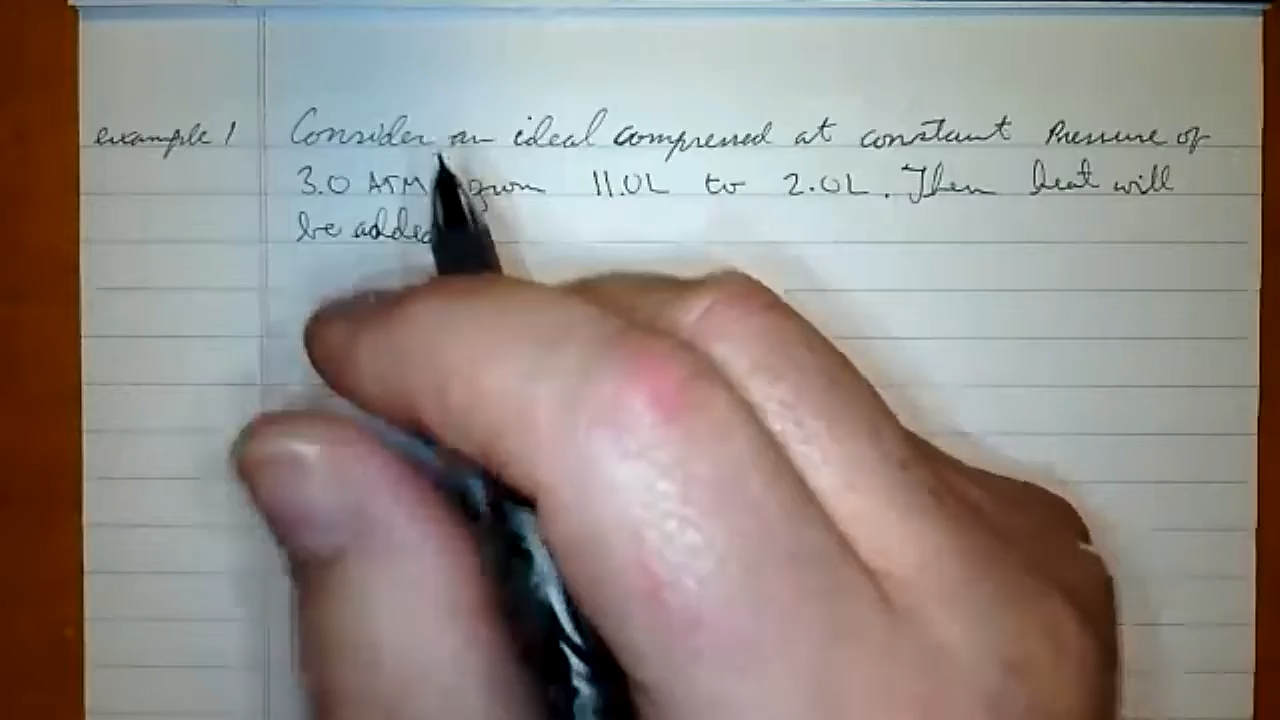 example 1
Consider an ideal compressed at constant Pressure of
3.0 ATM from 11.0L to 2.0L. Then heat will
be added